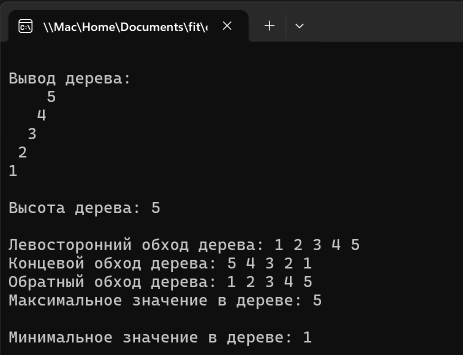 \\Mac\Home\Documents\fit\
Вывод дерева:
5
4
3
2
1
Высота дерева: 5
Левосторонний обход дерева: 1 2 3 4 5
Концевой обход дерева: 5 4 3 2 1
Обратный обход дерева: 1 2 3 4 5
Максимальное значение в дереве: 5
Минимальное значение в дереве: 1